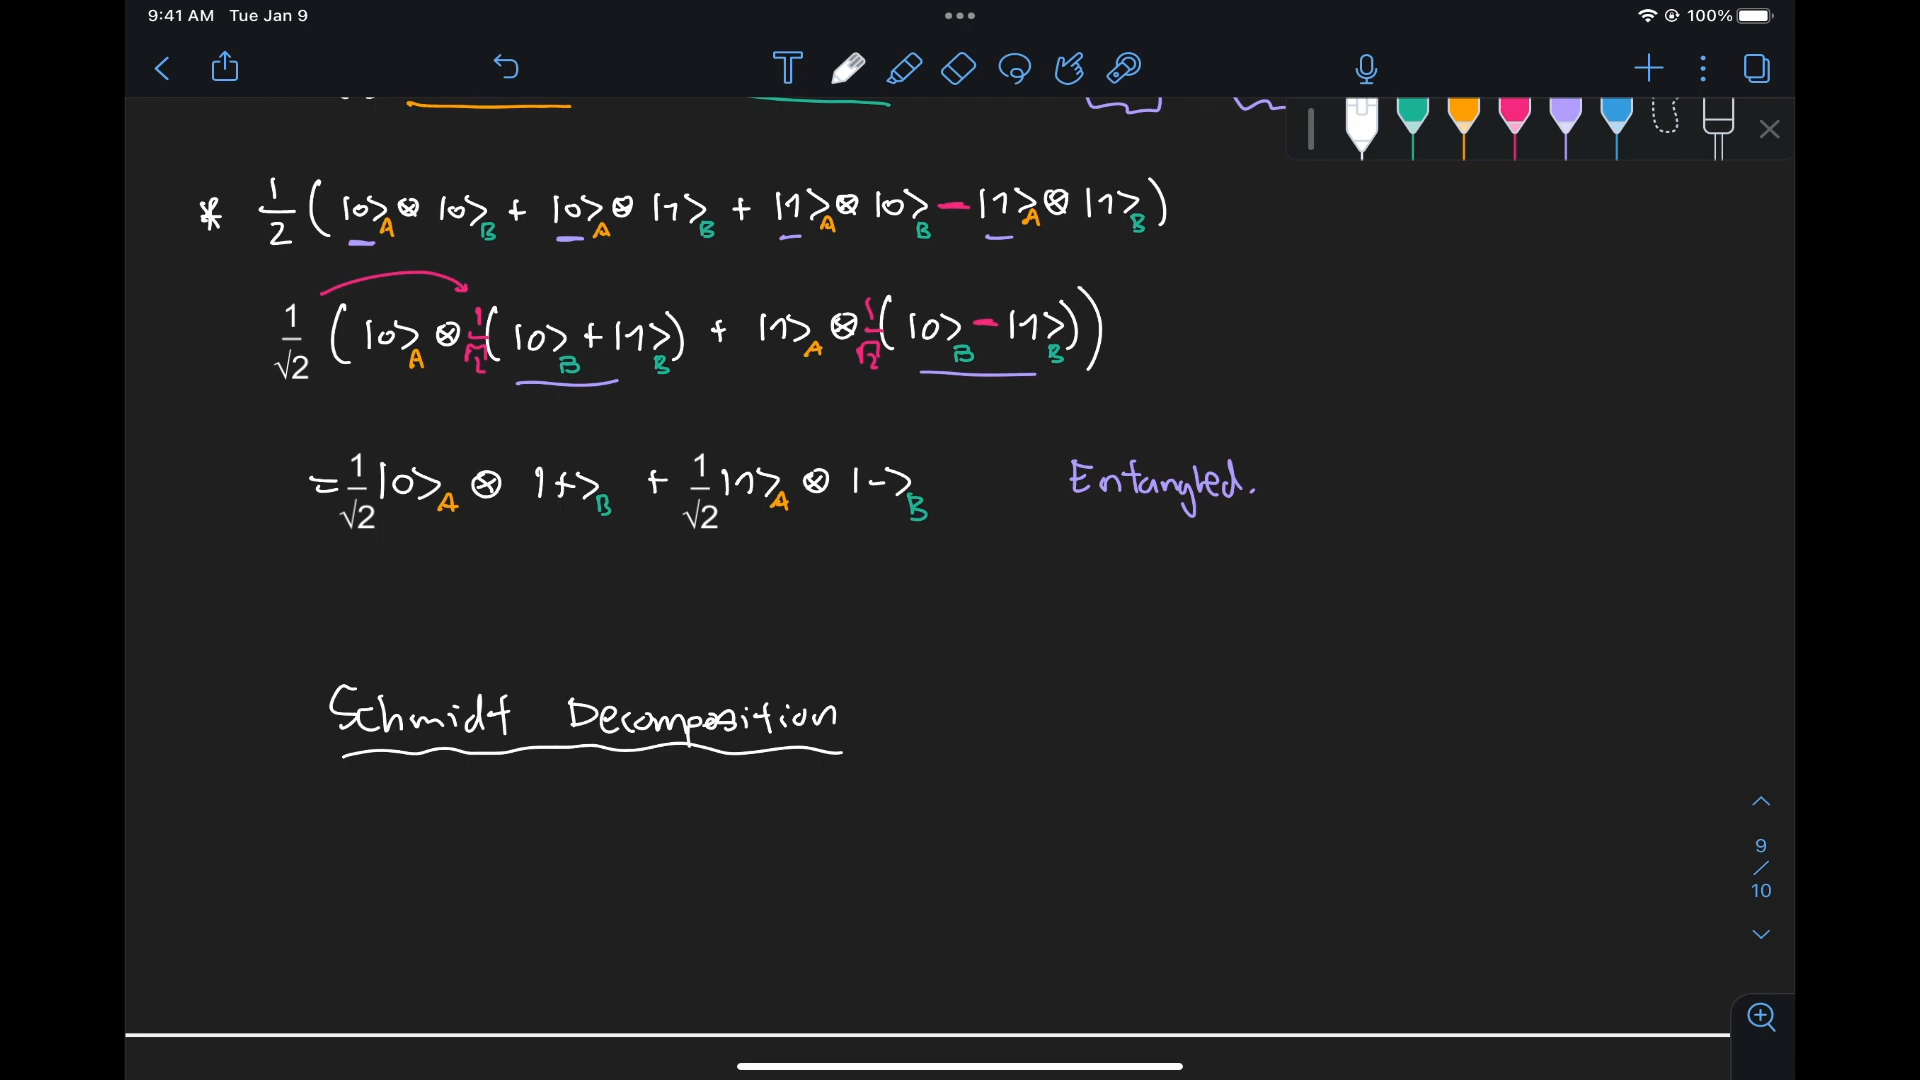 9:41 AM Tue Jan 9
100%
* 1/2 ( |0>_A ⊗ |0>_B + |0>_A ⊗ |1>_B + |1>_A ⊗ |0>_B − |1>_A ⊗ |1>_B )
1/√2 ( |0>_A ⊗ 1/√2 ( |0>_B + |1>_B ) + |1>_A ⊗ 1/√2 ( |0>_B − |1>_B ) )
= 1/√2 |0>_A ⊗ |+>_B + 1/√2 |1>_A ⊗ |−>_B Entangled.
Schmidt Decomposition
9
/
10